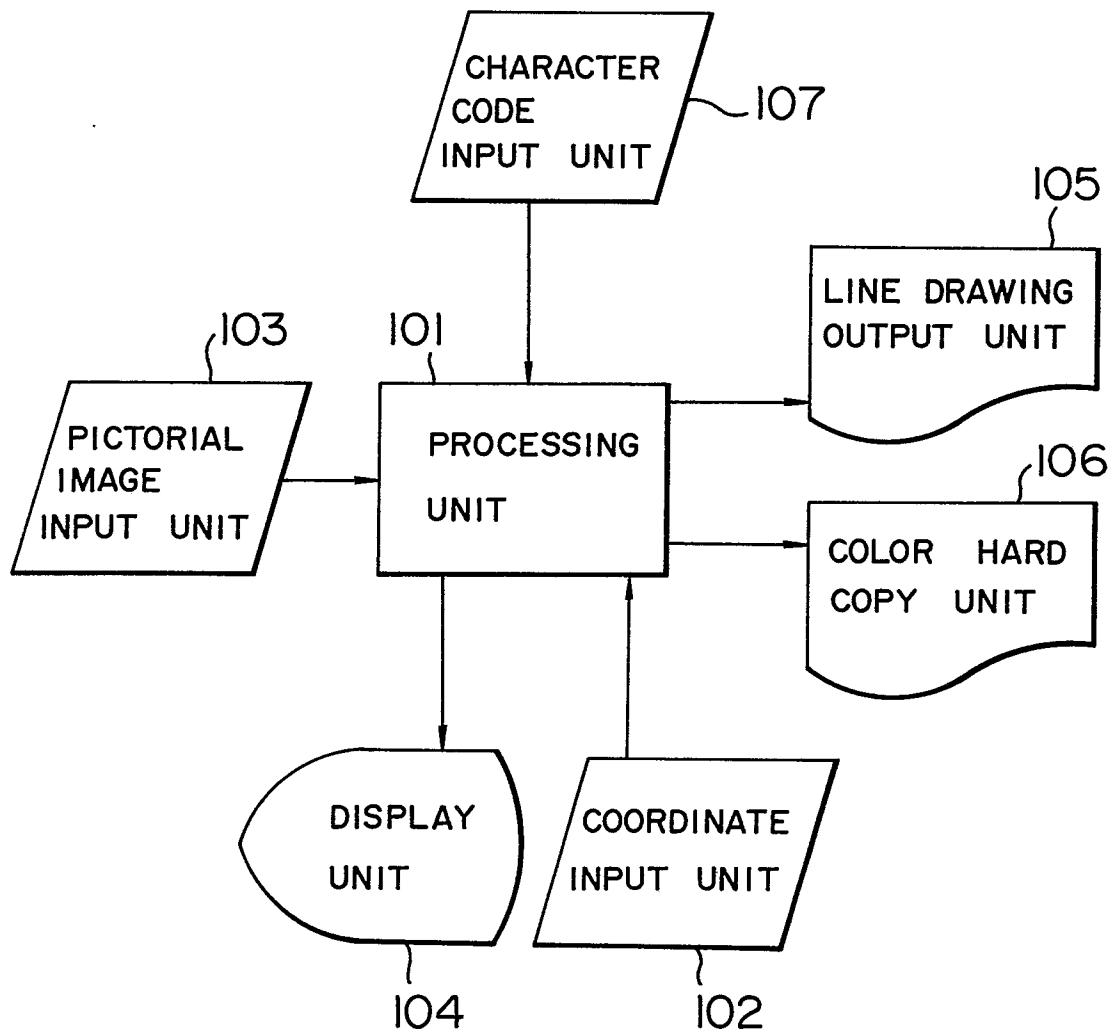 CHARACTER
CODE
INPUT UNIT
107
105
LINE DRAWING
OUTPUT UNIT
103
101
PICTORIAL
IMAGE
INPUT UNIT
PROCESSING
UNIT
106
COLOR HARD
COPY UNIT
DISPLAY
UNIT
COORDINATE
INPUT UNIT
104
102